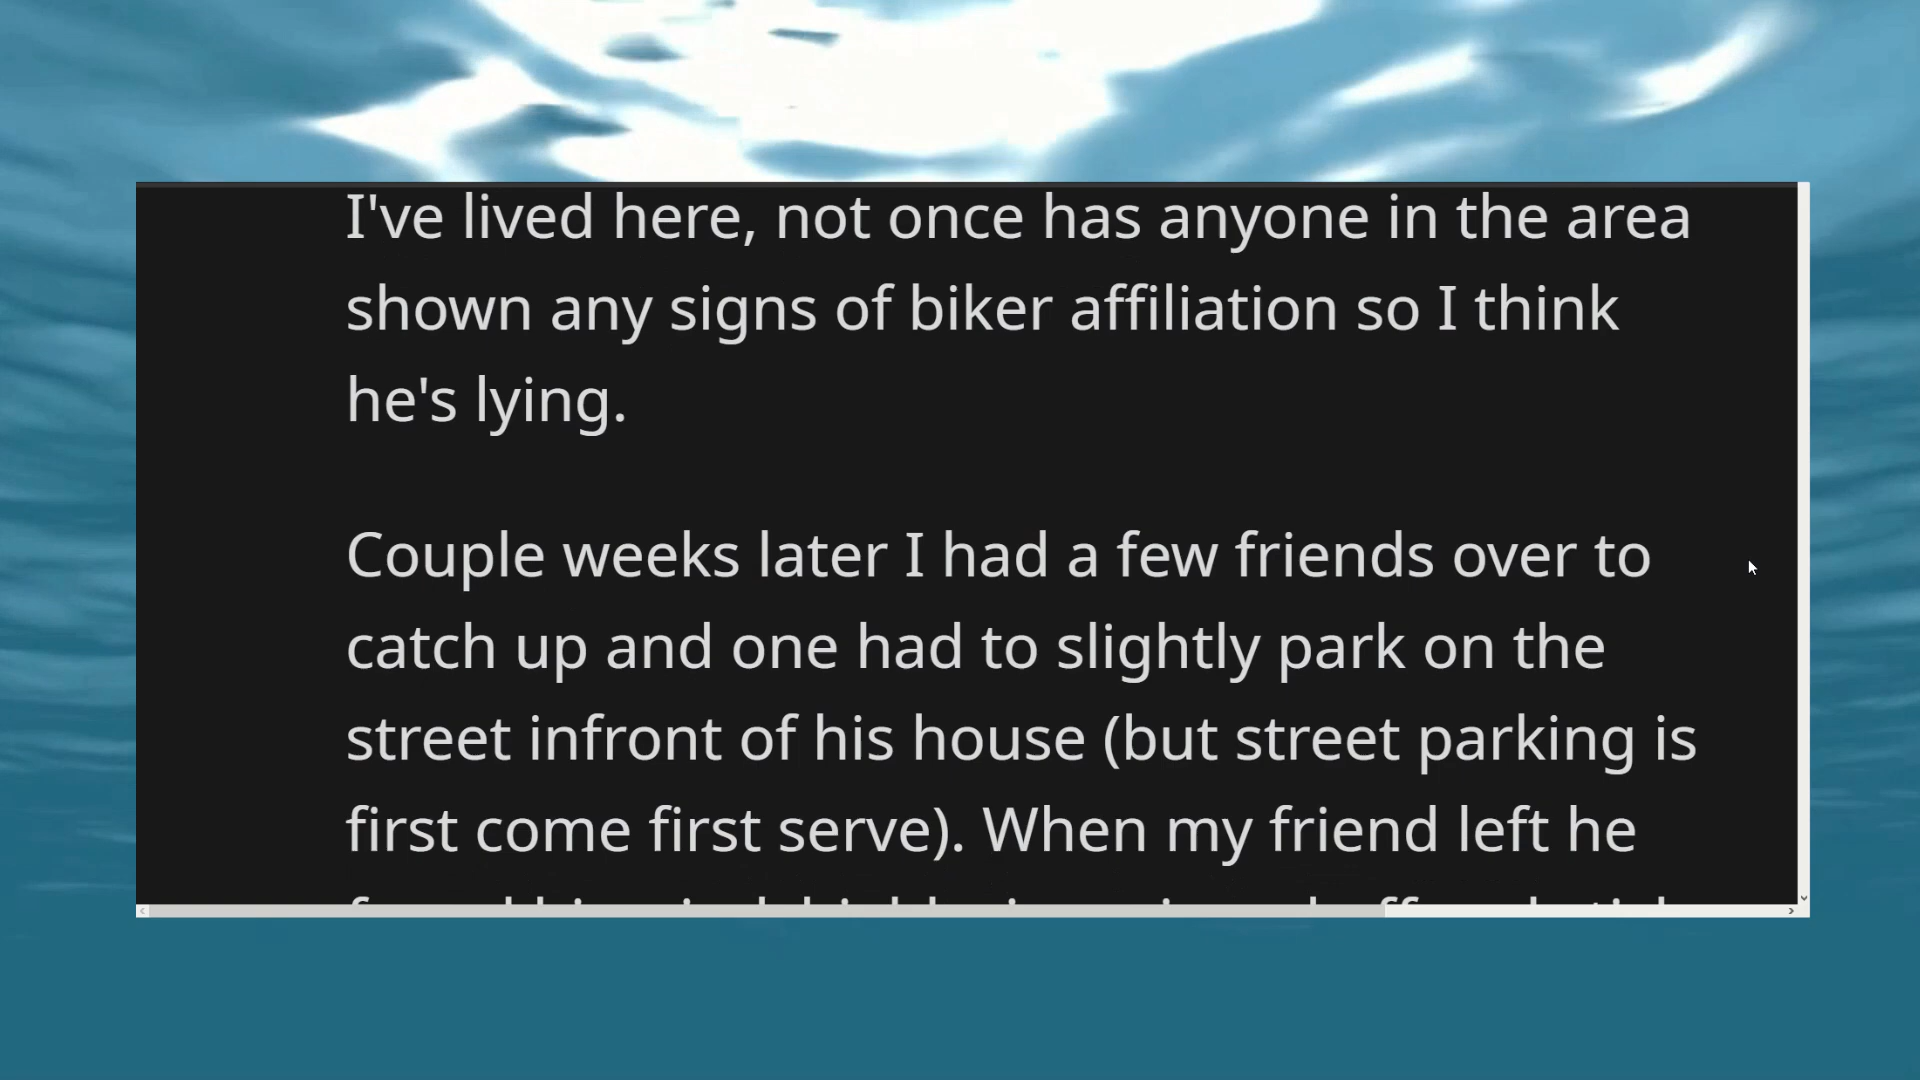 I've lived here, not once has anyone in the area
shown any signs of biker affiliation so I think
he's lying.
Couple weeks later I had a few friends over to
catch up and one had to slightly park on the
street infront of his house (but street parking is
first come first serve). When my friend left he